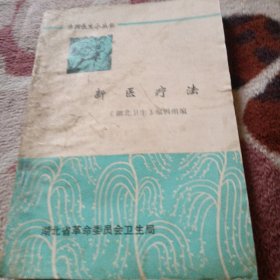 赤脚医生小丛书
新医疗法
《湖北卫生》编辑组编
湖北省革命委员会卫生局